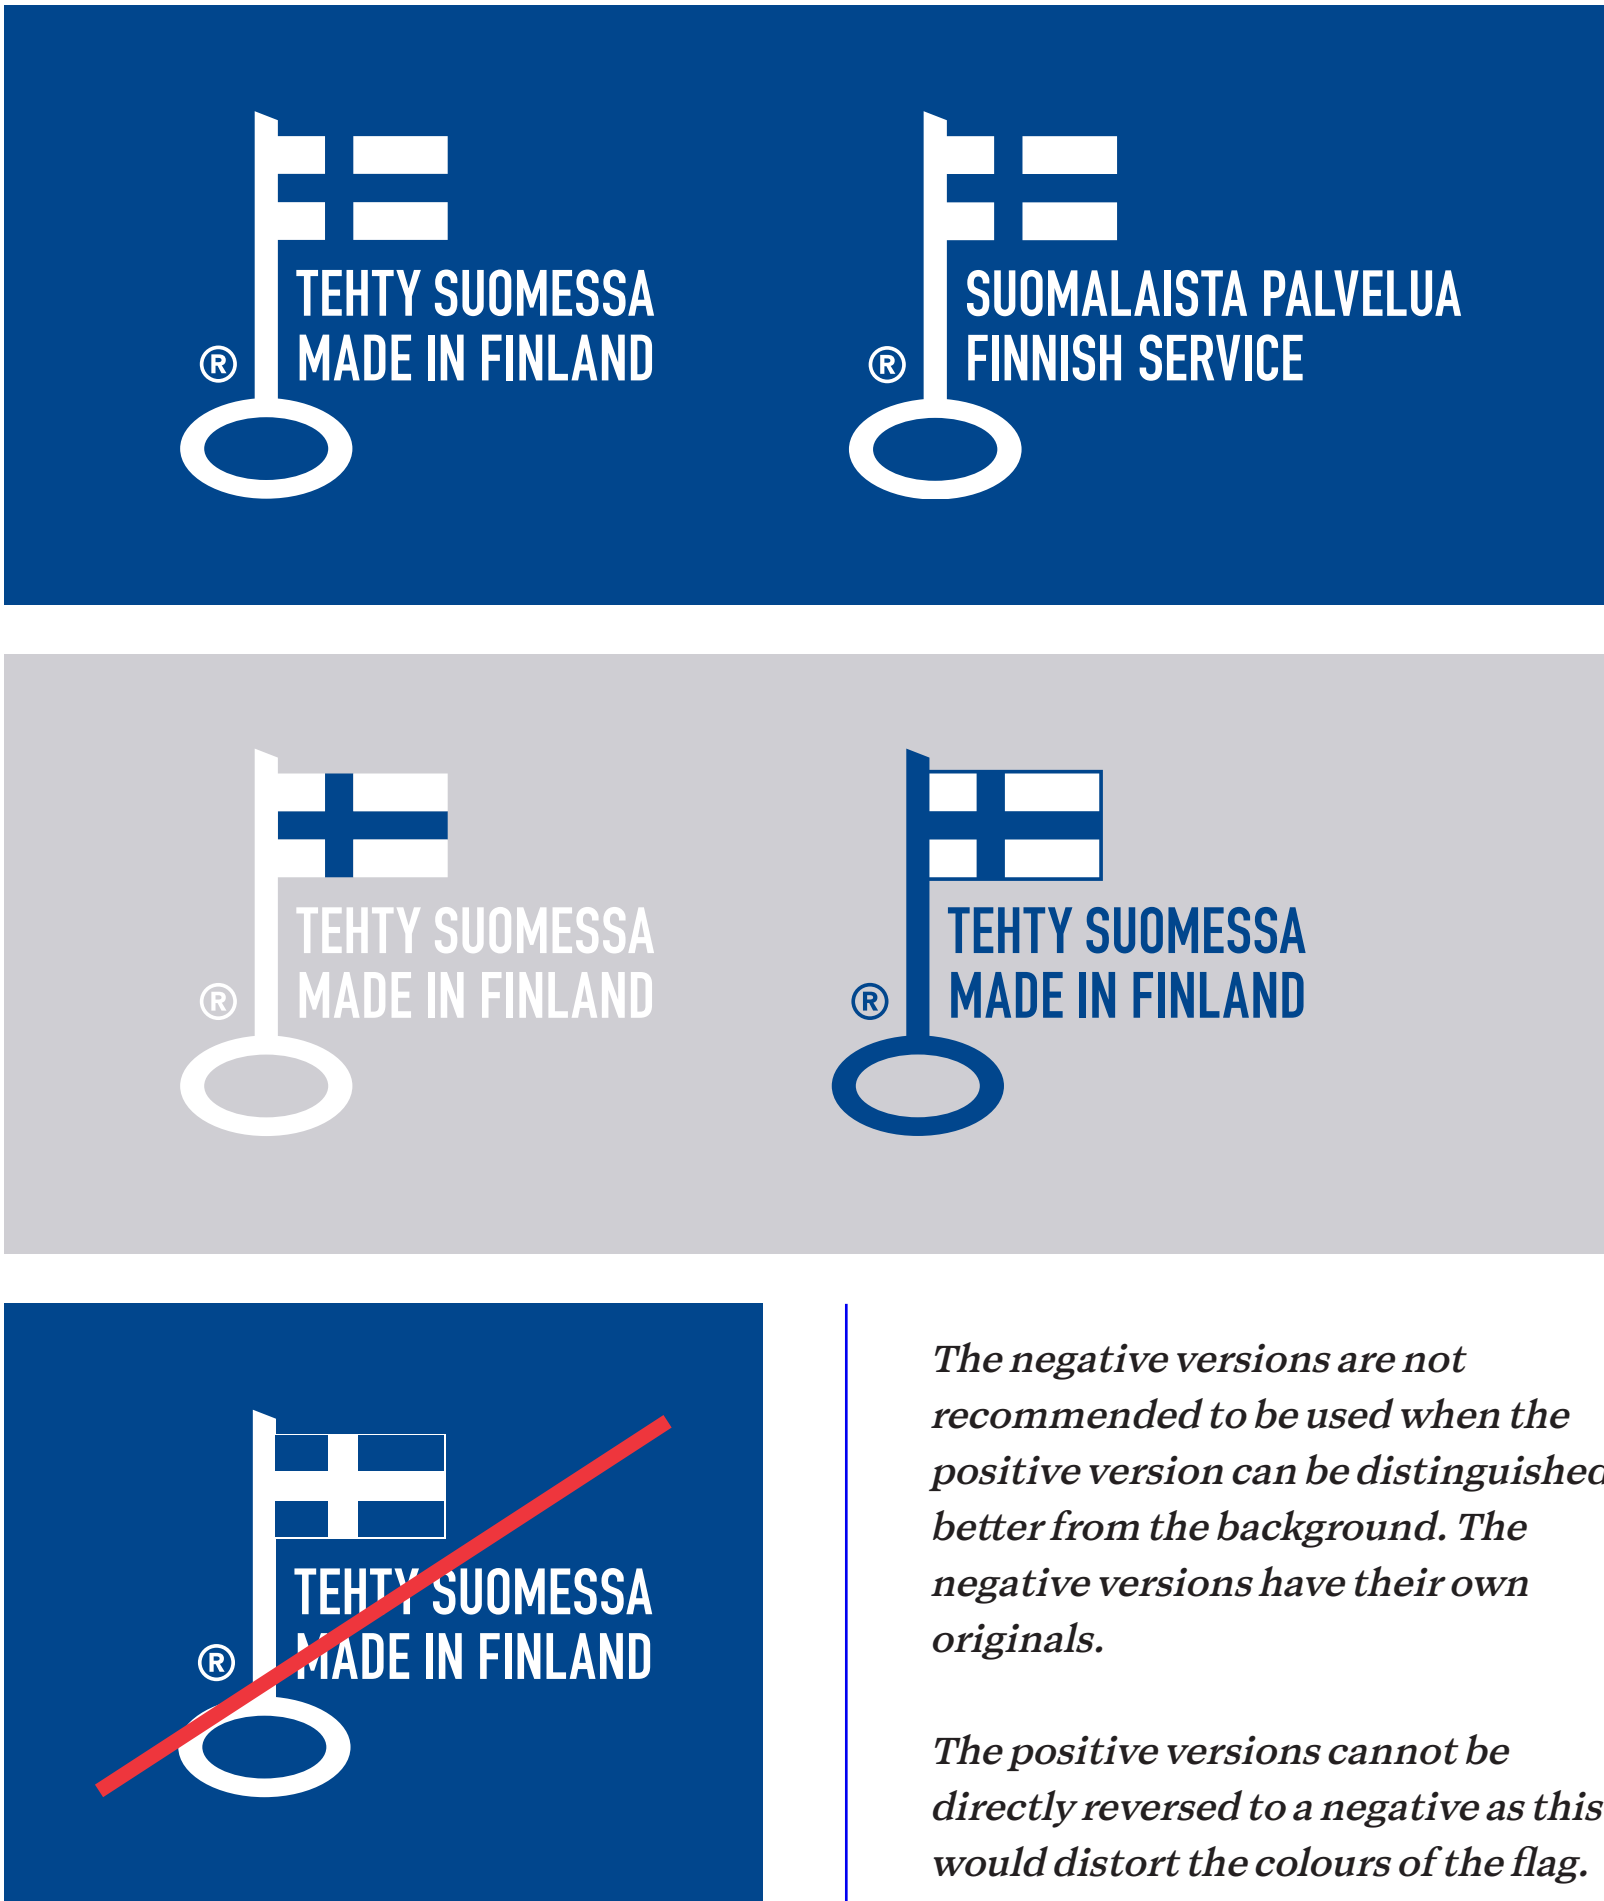 TEHTY SUOMESSA
MADE IN FINLAND
®
SUOMALAISTA PALVELUA
FINNISH SERVICE
®
TEHTY SUOMESSA
MADE IN FINLAND
®
TEHTY SUOMESSA
MADE IN FINLAND
®
TEHTY SUOMESSA
MADE IN FINLAND
®
The negative versions are not
recommended to be used when the
positive version can be distinguished
better from the background. The
negative versions have their own
originals.
The positive versions cannot be
directly reversed to a negative as this
would distort the colours of the flag.